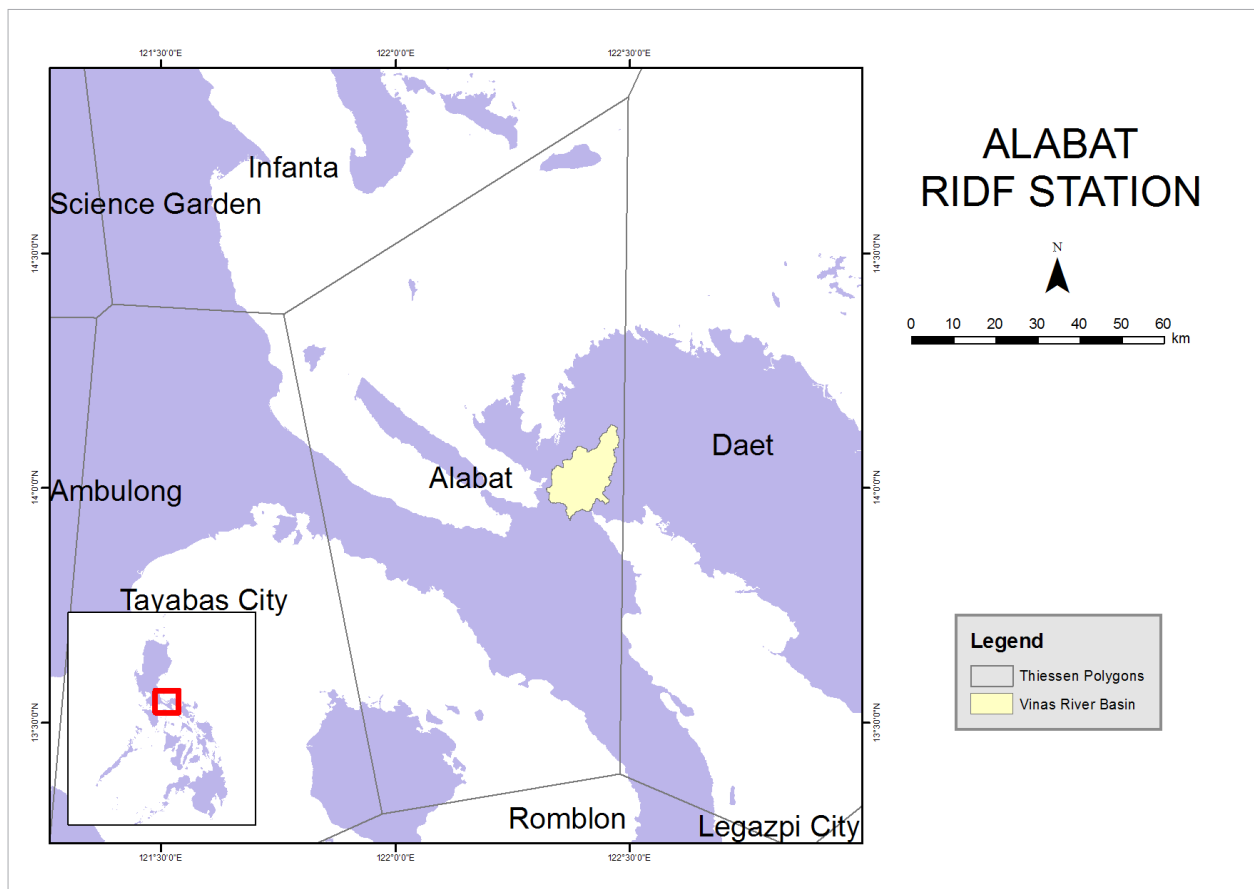 121°30'0"E
122°0'0"E
122°30'0"E
ALABAT
RIDF STATION
Infanta
Science Garden
14°30'0"N
14°30'0"N
N
0 10 20 30 40 50 60
km
Daet
Alabat
Ambulong
14°0'0"N
14°0'0"N
Tayabas City
Legend
Thiessen Polygons
Vinas River Basin
13°30'0"N
13°30'0"N
Romblon
Legazpi City
121°30'0"E
122°0'0"E
122°30'0"E